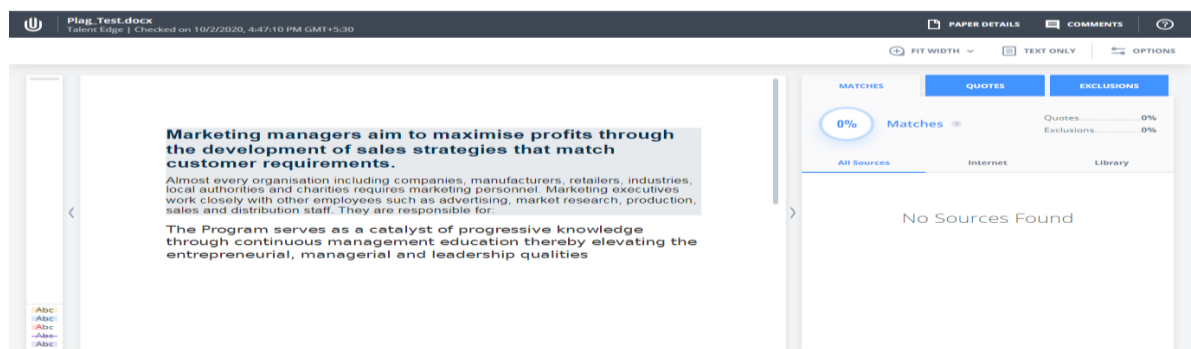 Plag_Test.docx
Talent Edge | Checked on 10/2/2020, 4:47:10 PM GMT+5:30
PAPER DETAILS
COMMENTS
?
FIT WIDTH
TEXT ONLY
OPTIONS
Marketing managers aim to maximise profits through
the development of sales strategies that match
customer requirements.
Almost every organisation including companies, manufacturers, retailers, industries,
local authorities and charities requires marketing personnel. Marketing executives
work closely with other employees such as advertising, market research, production,
sales and distribution staff. They are responsible for:
The Program serves as a catalyst of progressive knowledge
through continuous management education thereby elevating the
entrepreneurial, managerial and leadership qualities
Abc
Abc
Abc
Abc
Abc
MATCHES
QUOTES
EXCLUSIONS
0%
Matches
Quotes 0%
Exclusions 0%
All Sources
Internet
Library
No Sources Found